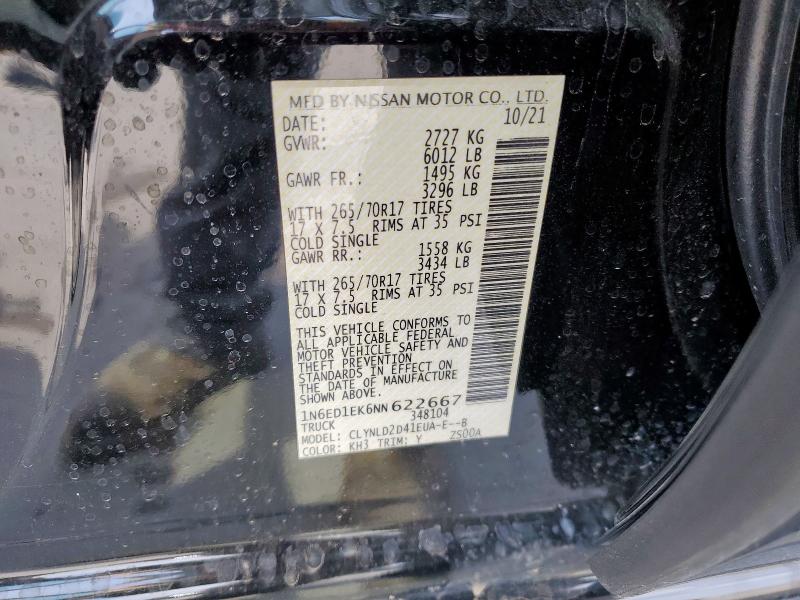 MFD BY NISSAN MOTOR CO., LTD.
DATE: 10/21
GVWR: 2727 KG
6012 LB
GAWR FR.: 1495 KG
3296 LB
WITH 265/70R17 TIRES
17 X 7.5 RIMS AT 35 PSI
COLD SINGLE
GAWR RR.: 1558 KG
3434 LB
WITH 265/70R17 TIRES
17 X 7.5 RIMS AT 35 PSI
COLD SINGLE
THIS VEHICLE CONFORMS TO
ALL APPLICABLE FEDERAL
MOTOR VEHICLE SAFETY AND
THEFT PREVENTION
STANDARDS IN EFFECT ON
THE DATE OF MANUFACTURE
SHOWN ABOVE.
1N6ED1EK6NN622667
TRUCK 348104
MODEL: CLYNLD2D41EUA-E--B
COLOR: KH3 TRIM: Y ZS00A